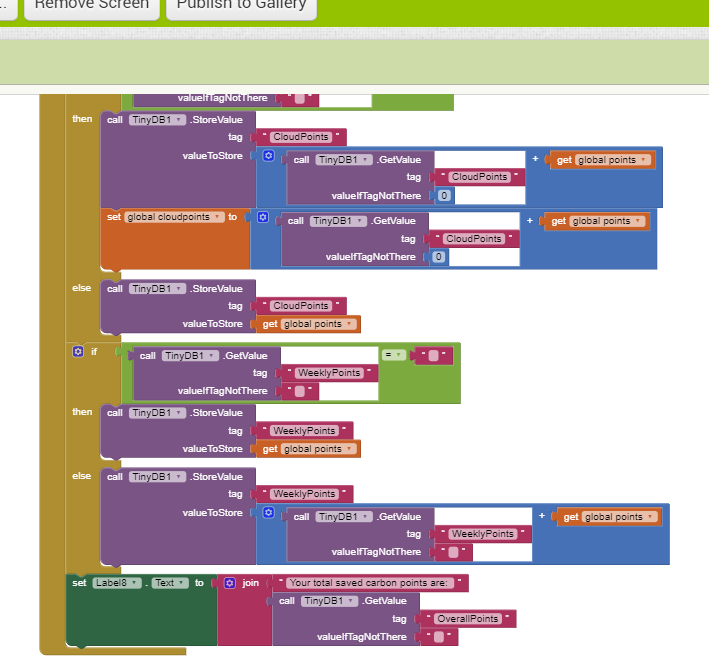 .. Remove Screen Publish to Gallery
valueIfTagNotThere " "
then call TinyDB1 .StoreValue
tag " CloudPoints "
valueToStore call TinyDB1 .GetValue + get global points
tag " CloudPoints "
valueIfTagNotThere 0
set global cloudpoints to call TinyDB1 .GetValue + get global points
tag " CloudPoints "
valueIfTagNotThere 0
else call TinyDB1 .StoreValue
tag " CloudPoints "
valueToStore get global points
if call TinyDB1 .GetValue = " "
tag " WeeklyPoints "
valueIfTagNotThere " "
then call TinyDB1 .StoreValue
tag " WeeklyPoints "
valueToStore get global points
else call TinyDB1 .StoreValue
tag " WeeklyPoints "
valueToStore call TinyDB1 .GetValue + get global points
tag " WeeklyPoints "
valueIfTagNotThere " "
set Label8 . Text to join " Your total saved carbon points are: "
call TinyDB1 .GetValue
tag " OverallPoints "
valueIfTagNotThere " "